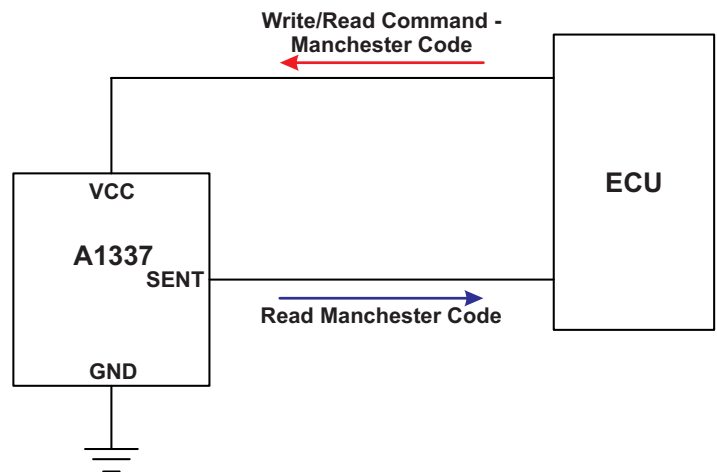 Write/Read Command -
Manchester Code
ECU
VCC
A1337
SENT
Read Manchester Code
GND